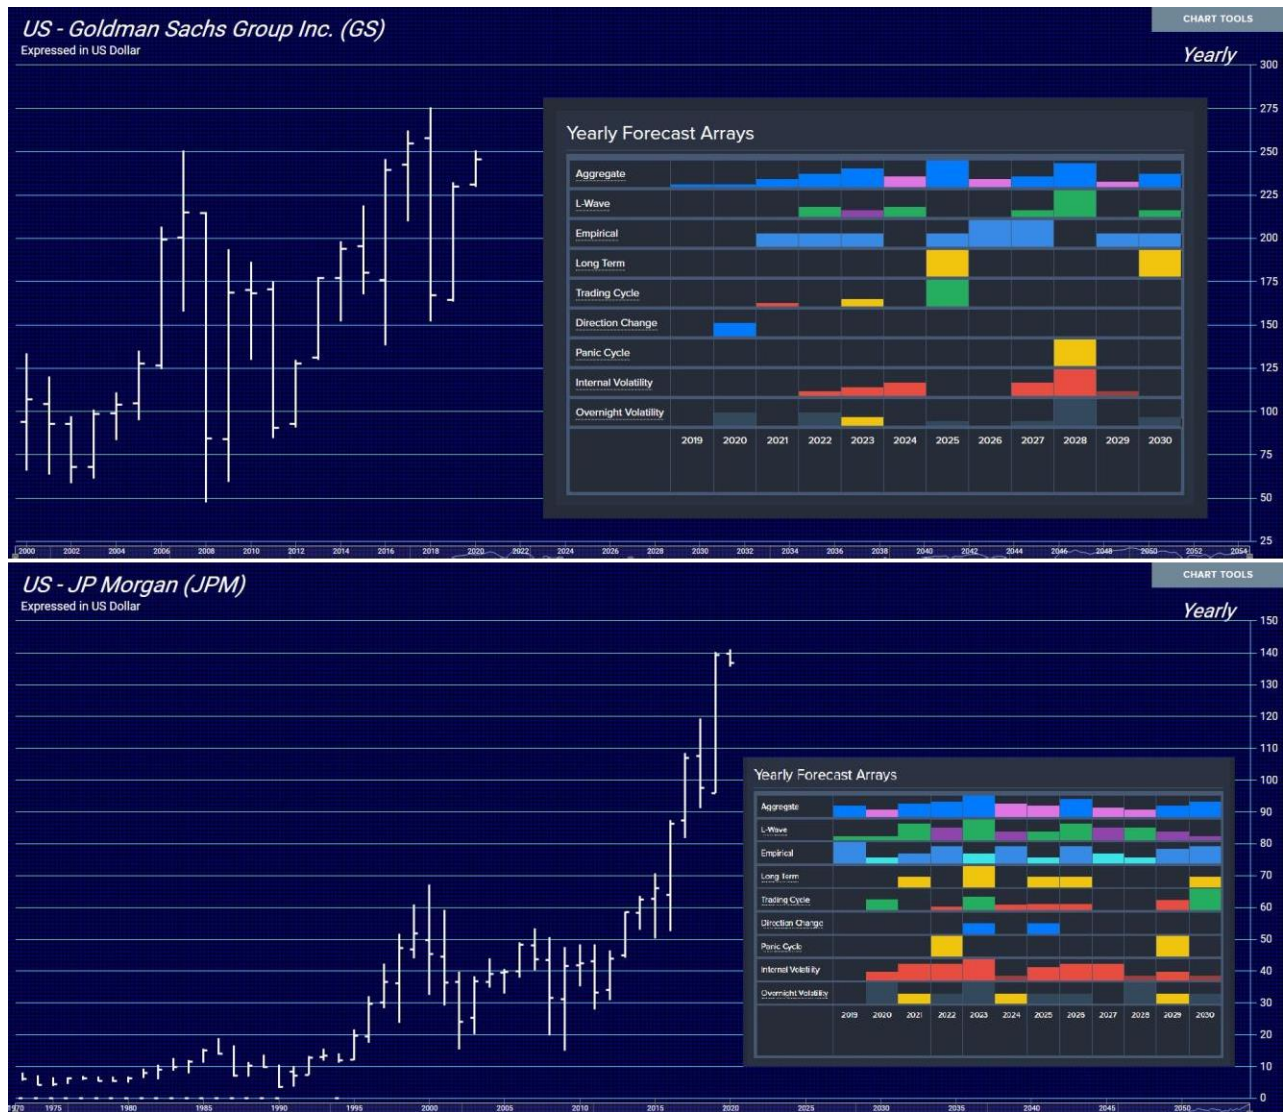 US - Goldman Sachs Group Inc. (GS)
CHART TOOLS
Expressed in US Dollar
Yearly
300
275
250
225
200
175
150
125
100
75
50
25
Yearly Forecast Arrays
Aggregate
L-Wave
Empirical
Long Term
Trading Cycle
Direction Change
Panic Cycle
Internal Volatility
Overnight Volatility
2019 2020 2021 2022 2023 2024 2025 2026 2027 2028 2029 2030
2000 2002 2004 2006 2008 2010 2012 2014 2016 2018 2020 2022 2024 2026 2028 2030 2032 2034 2036 2038 2040 2042 2044 2046 2048 2050 2052 2054
US - JP Morgan (JPM)
CHART TOOLS
Expressed in US Dollar
Yearly
150
140
130
120
110
100
90
80
70
60
50
40
30
20
10
0
Yearly Forecast Arrays
Aggregate
L-Wave
Empirical
Long Term
Trading Cycle
Direction Change
Panic Cycle
Internal Volatility
Overnight Volatility
2019 2020 2021 2022 2023 2024 2025 2026 2027 2028 2029 2030
1970 1975 1980 1985 1990 1995 2000 2005 2010 2015 2020 2025 2030 2035 2040 2045 2050